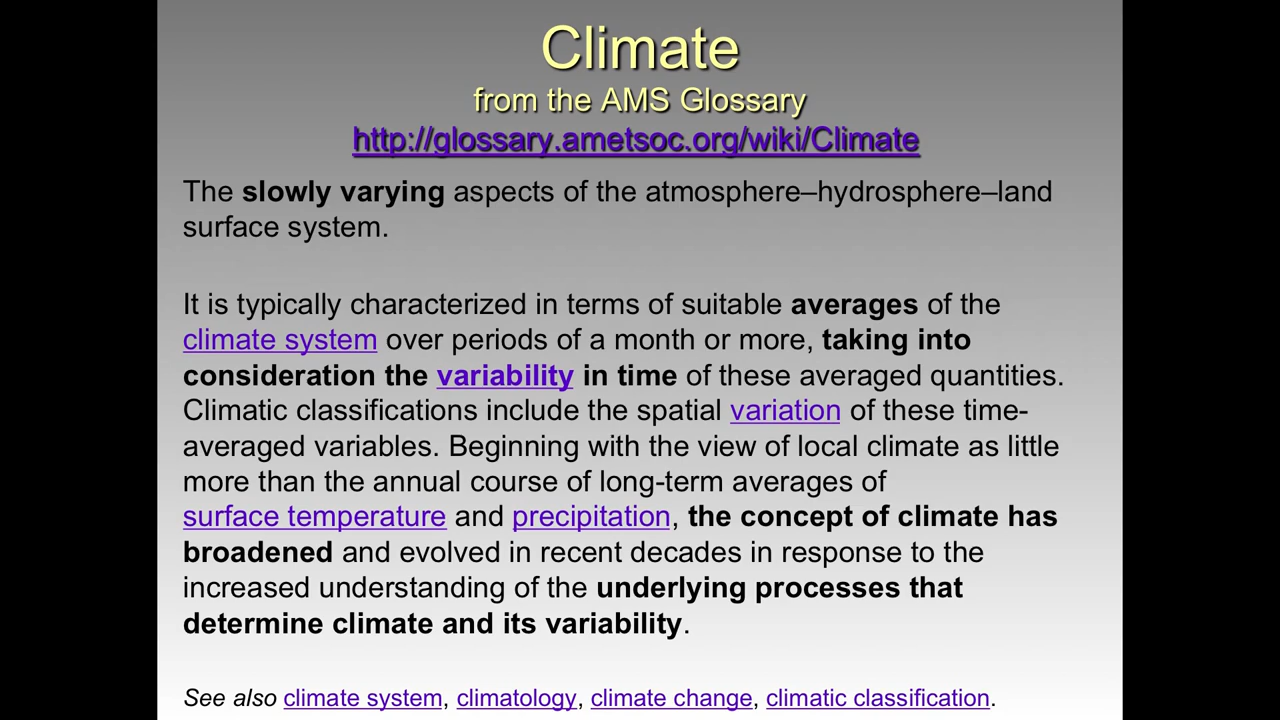 Climate
from the AMS Glossary
http://glossary.ametsoc.org/wiki/Climate
The slowly varying aspects of the atmosphere–hydrosphere–land
surface system.
It is typically characterized in terms of suitable averages of the
climate system over periods of a month or more, taking into
consideration the variability in time of these averaged quantities.
Climatic classifications include the spatial variation of these time-
averaged variables. Beginning with the view of local climate as little
more than the annual course of long-term averages of
surface temperature and precipitation, the concept of climate has
broadened and evolved in recent decades in response to the
increased understanding of the underlying processes that
determine climate and its variability.
See also climate system, climatology, climate change, climatic classification.